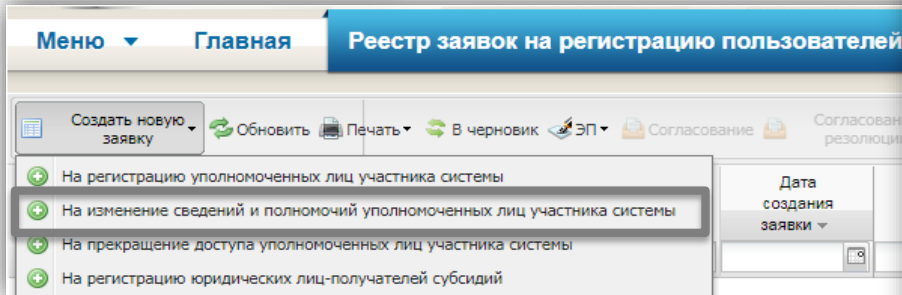 Меню Главная Реестр заявок на регистрацию пользователей
Создать новую заявку Обновить Печать В черновик ЭП Согласование
На регистрацию уполномоченных лиц участника системы
На изменение сведений и полномочий уполномоченных лиц участника системы
На прекращение доступа уполномоченных лиц участника системы
На регистрацию юридических лиц-получателей субсидий
Дата
создания
заявки